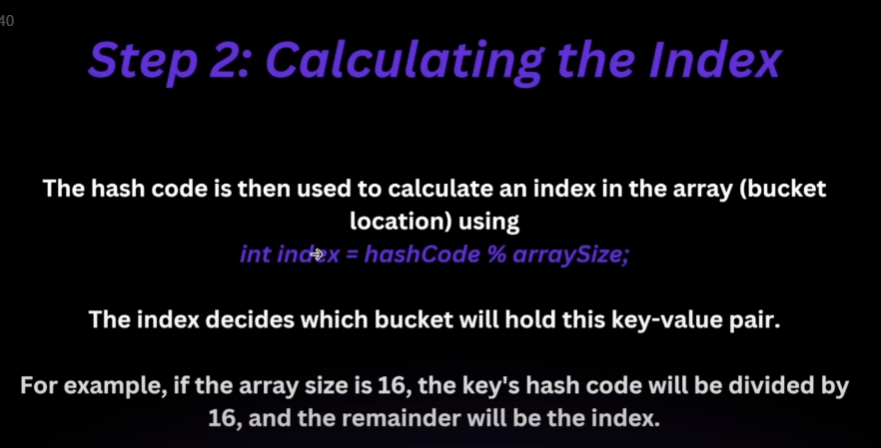 40
Step 2: Calculating the Index
The hash code is then used to calculate an index in the array (bucket
location) using
int index = hashCode % arraySize;
The index decides which bucket will hold this key-value pair.
For example, if the array size is 16, the key's hash code will be divided by
16, and the remainder will be the index.